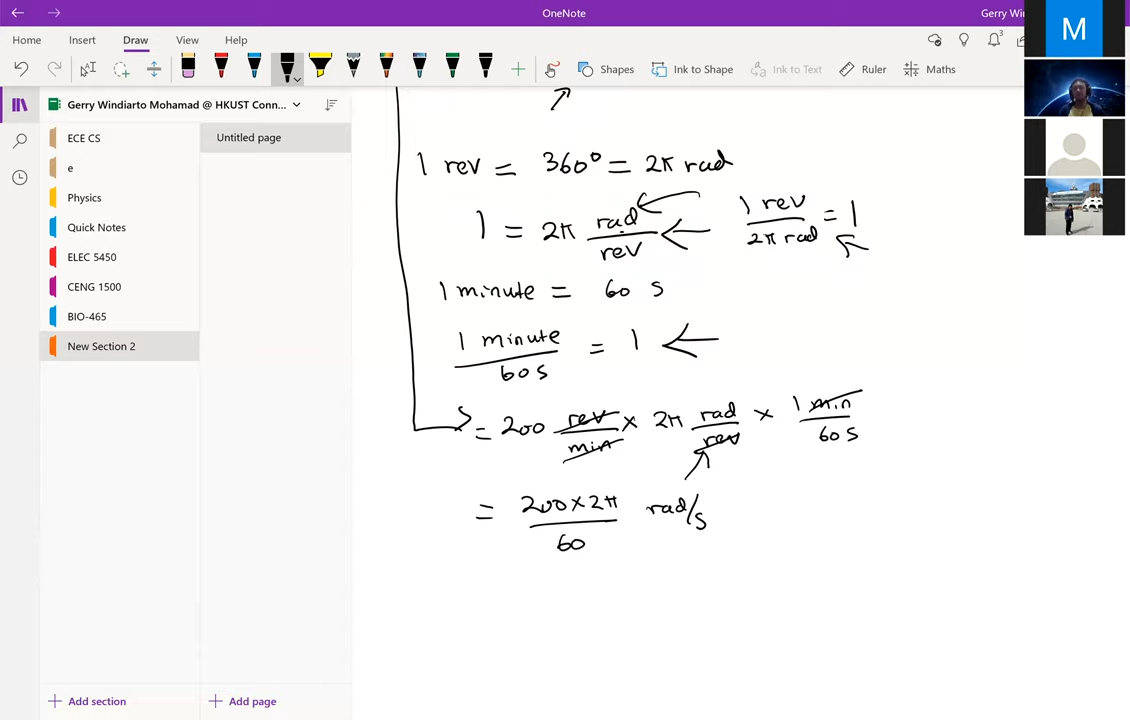 OneNote
Gerry Win
M
Home Insert Draw View Help
3
Shapes Ink to Shape Ink to Text Ruler Maths
Gerry Windiarto Mohamad @ HKUST Conn...
ECE CS
e
Physics
Quick Notes
ELEC 5450
CENG 1500
BIO-465
New Section 2
Add section
Untitled page
Add page
1 rev = 360° = 2π rad
1 = 2π rad/rev
1 rev/2π rad = 1
1 minute = 60 s
1 minute/60 s = 1
= 200 rev/min × 2π rad/rev × 1 min/60 s
= 200 × 2π/60 rad/s